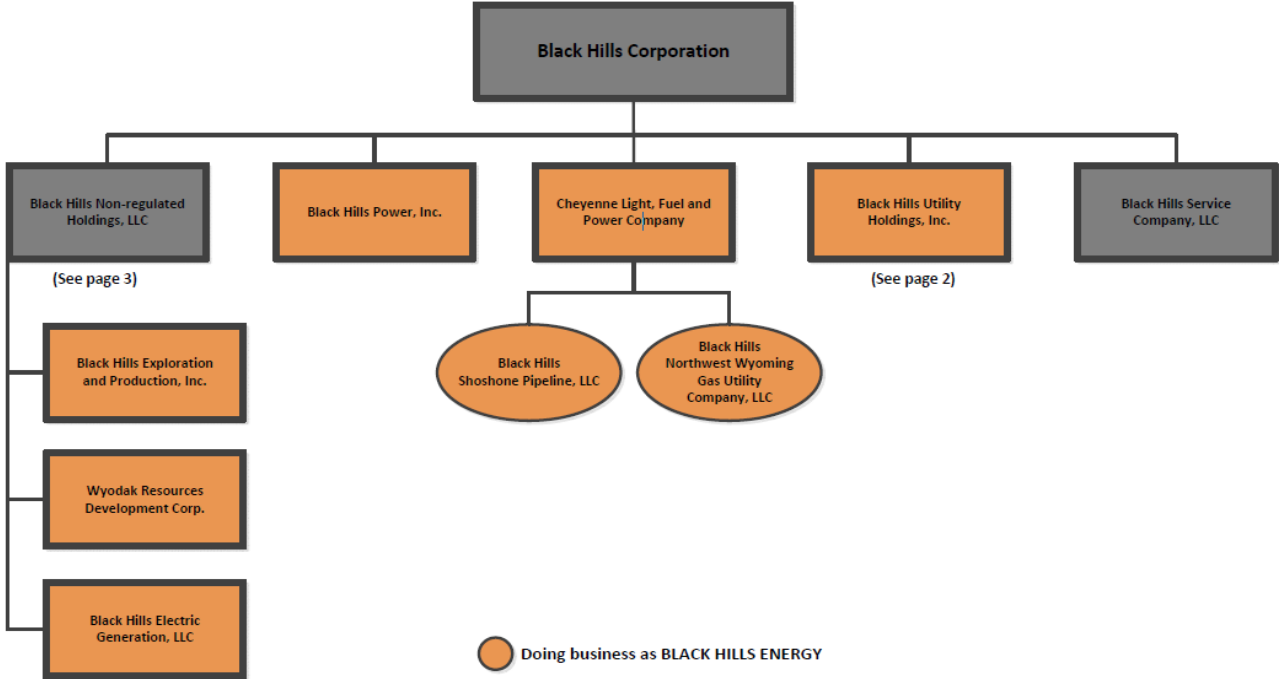 Black Hills Corporation
Black Hills Non-regulated
Holdings, LLC
Black Hills Power, Inc.
Cheyenne Light, Fuel and
Power Company
Black Hills Utility
Holdings, Inc.
Black Hills Service
Company, LLC
(See page 3)
(See page 2)
Black Hills Exploration
and Production, Inc.
Black Hills
Shoshone Pipeline, LLC
Black Hills
Northwest Wyoming
Gas Utility
Company, LLC
Wyodak Resources
Development Corp.
Black Hills Electric
Generation, LLC
Doing business as BLACK HILLS ENERGY